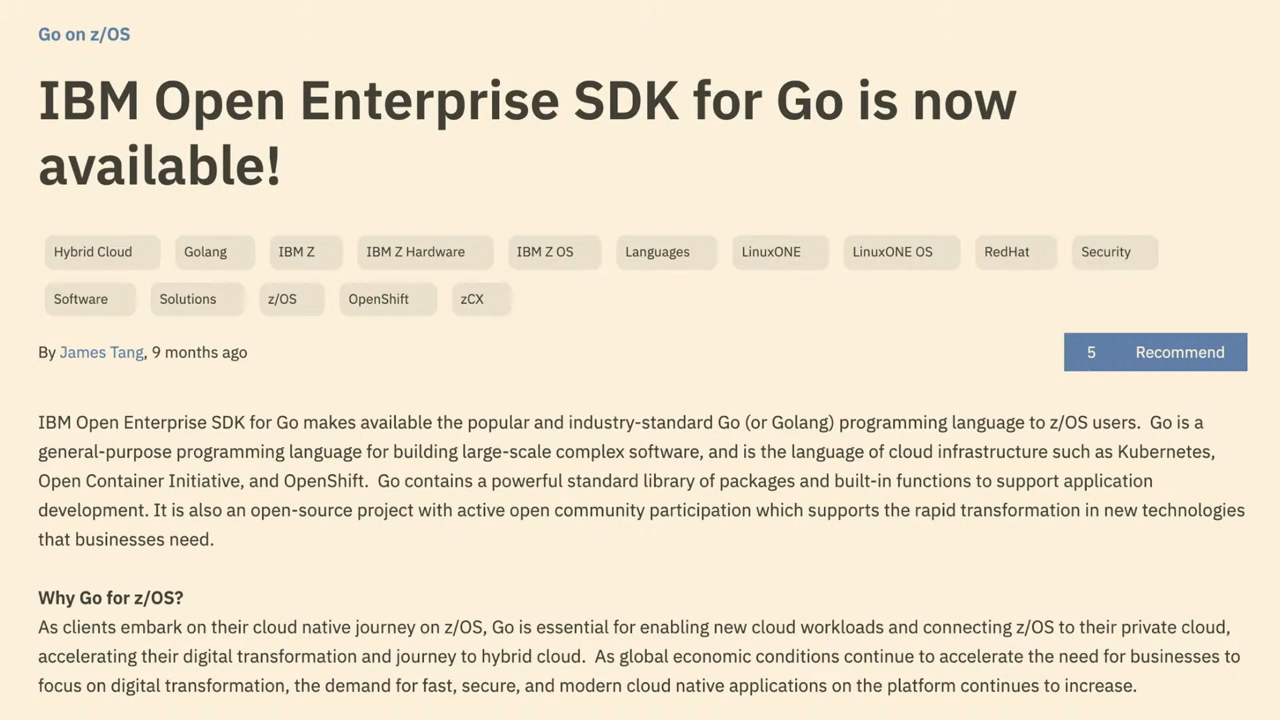 Go on z/OS
IBM Open Enterprise SDK for Go is now
available!
Hybrid Cloud Golang IBM Z IBM Z Hardware IBM Z OS Languages LinuxONE LinuxONE OS RedHat Security
Software Solutions z/OS OpenShift zCX
By James Tang, 9 months ago 5 Recommend
IBM Open Enterprise SDK for Go makes available the popular and industry-standard Go (or Golang) programming language to z/OS users.  Go is a
general-purpose programming language for building large-scale complex software, and is the language of cloud infrastructure such as Kubernetes,
Open Container Initiative, and OpenShift.  Go contains a powerful standard library of packages and built-in functions to support application
development. It is also an open-source project with active open community participation which supports the rapid transformation in new technologies
that businesses need.
Why Go for z/OS?
As clients embark on their cloud native journey on z/OS, Go is essential for enabling new cloud workloads and connecting z/OS to their private cloud,
accelerating their digital transformation and journey to hybrid cloud.  As global economic conditions continue to accelerate the need for businesses to
focus on digital transformation, the demand for fast, secure, and modern cloud native applications on the platform continues to increase.